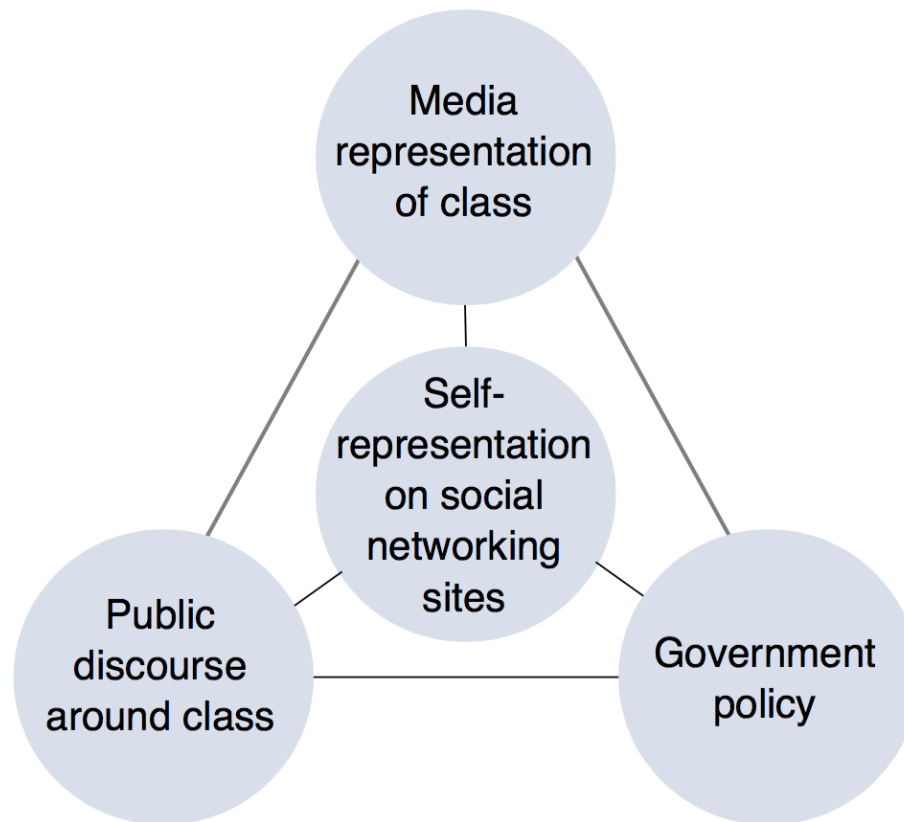 Media
representation
of class
Self-
representation
on social
networking
sites
Public
discourse
around class
Government
policy